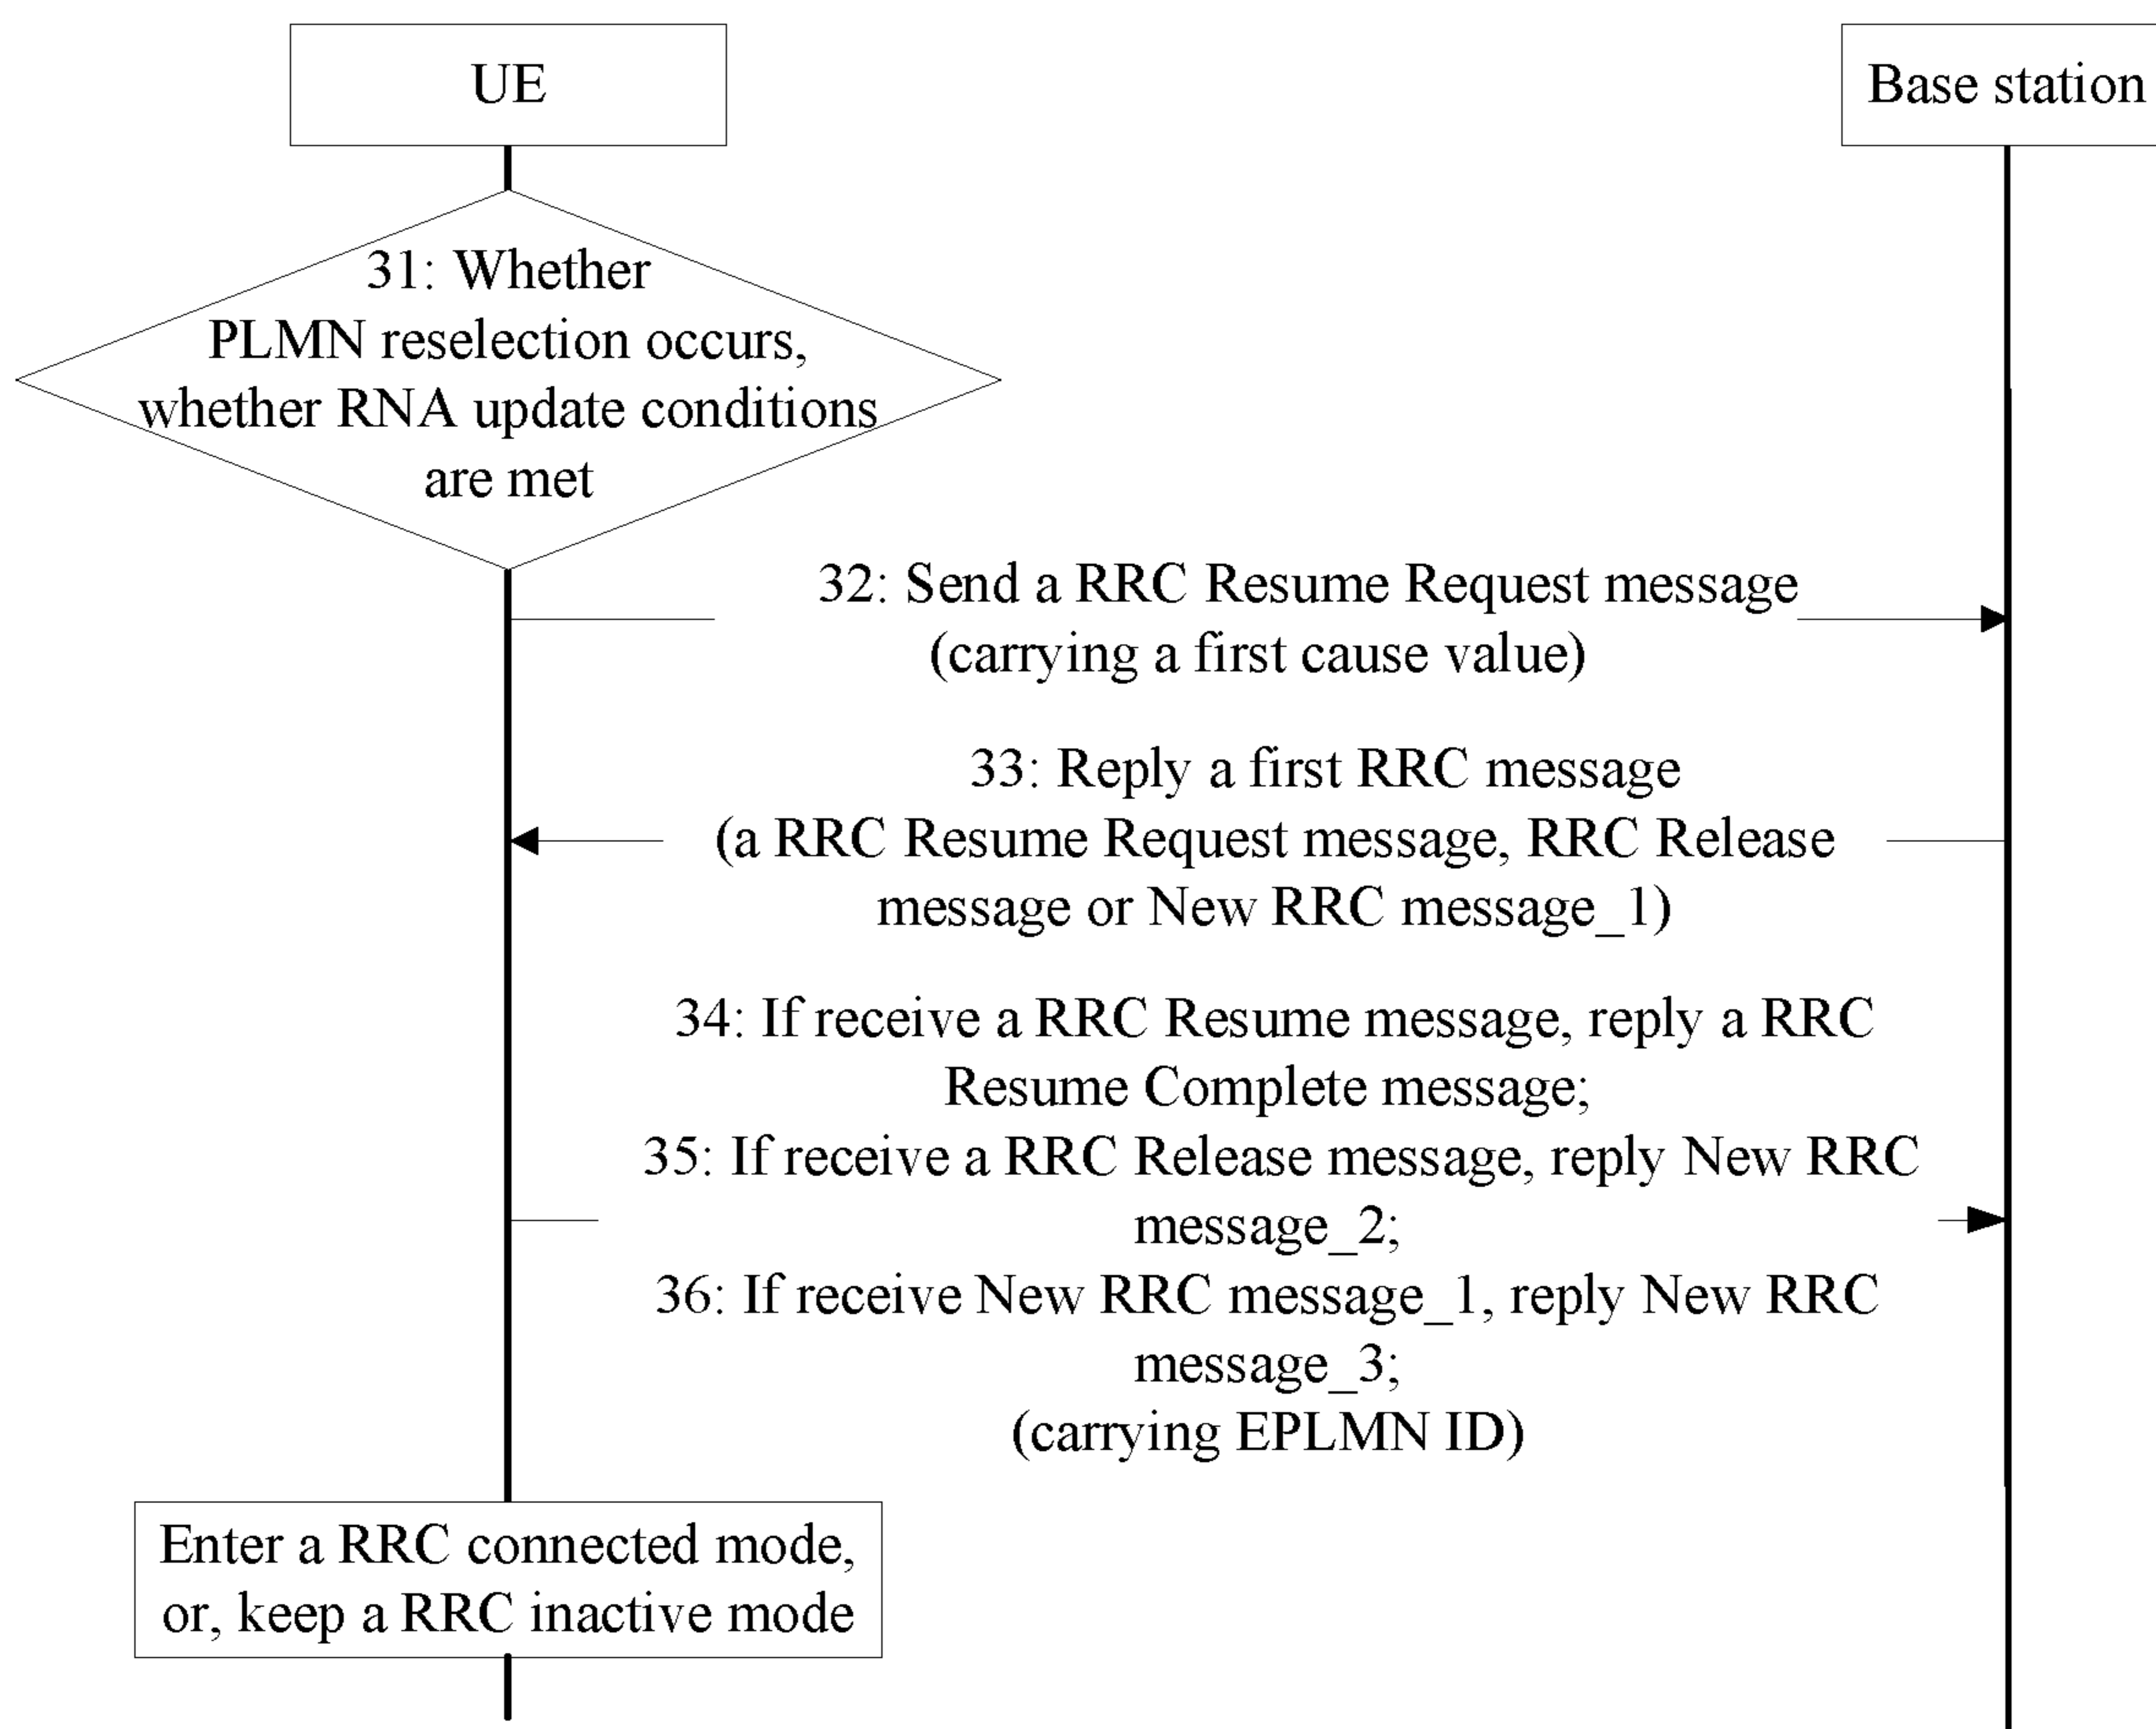 UE
Base station
31: Whether
PLMN reselection occurs,
whether RNA update conditions
are met
32: Send a RRC Resume Request message
(carrying a first cause value)
33: Reply a first RRC message
(a RRC Resume Request message, RRC Release
message or New RRC message_1)
34: If receive a RRC Resume message, reply a RRC
Resume Complete message;
35: If receive a RRC Release message, reply New RRC
message_2;
36: If receive New RRC message_1, reply New RRC
message_3;
(carrying EPLMN ID)
Enter a RRC connected mode,
or, keep a RRC inactive mode